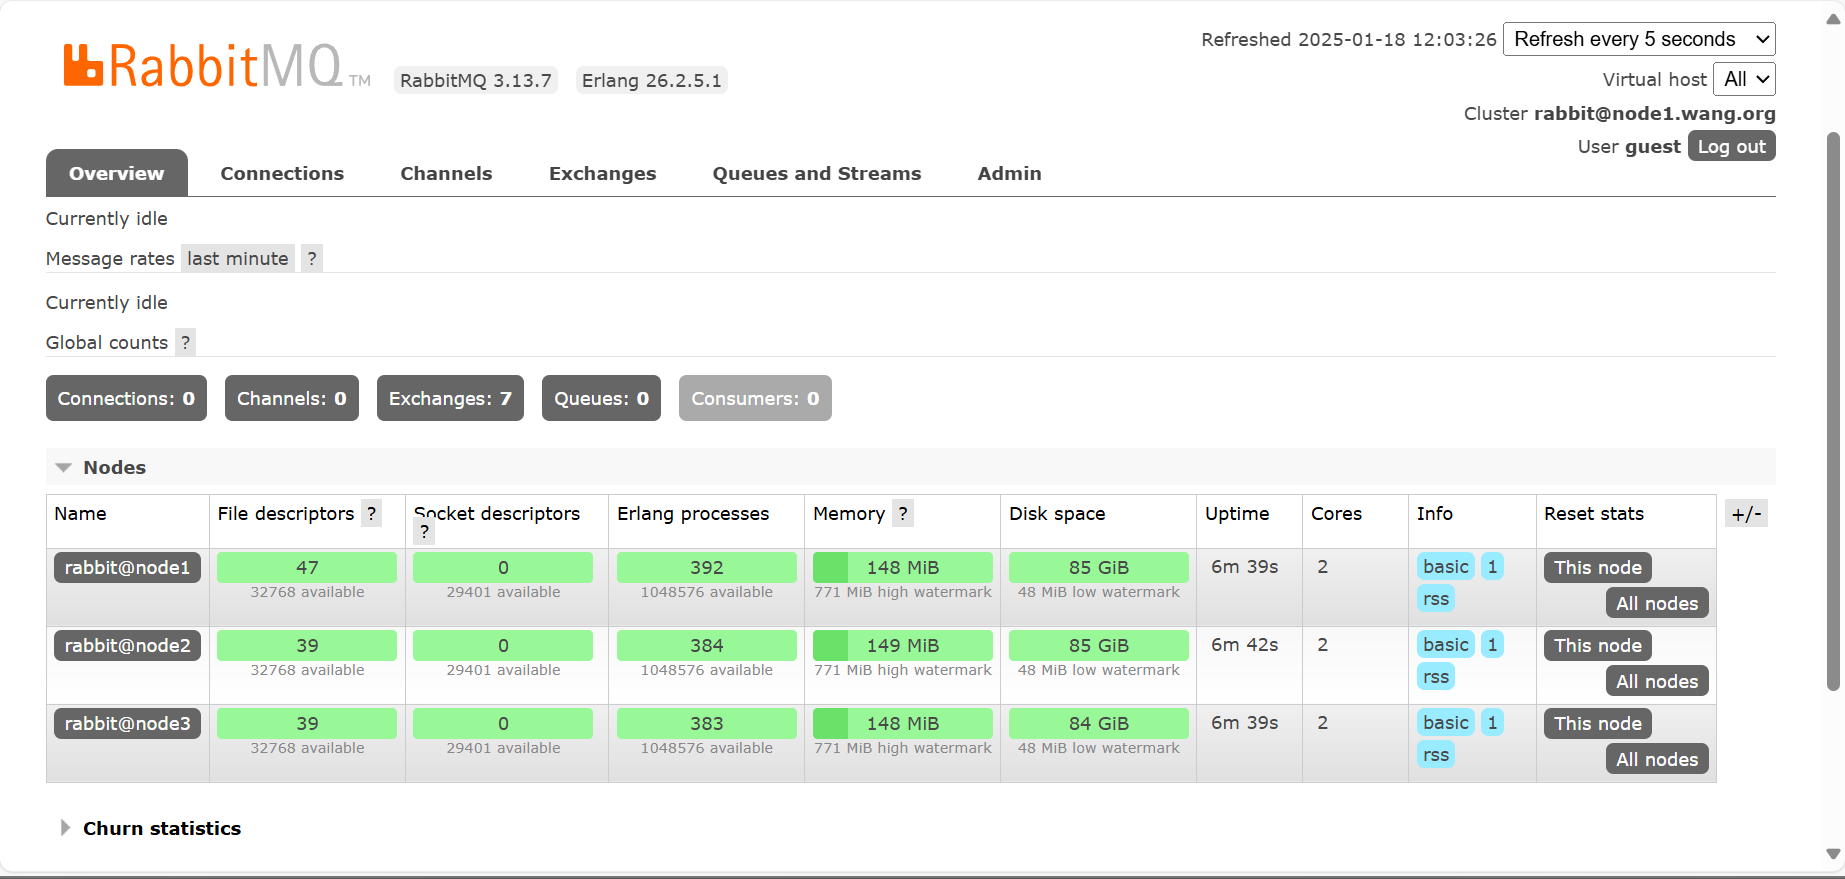 Refreshed 2025-01-18 12:03:26 Refresh every 5 seconds
RabbitMQ TM RabbitMQ 3.13.7 Erlang 26.2.5.1
Virtual host All
Cluster rabbit@node1.wang.org
User guest Log out
Overview Connections Channels Exchanges Queues and Streams Admin
Currently idle
Message rates last minute ?
Currently idle
Global counts ?
Connections: 0 Channels: 0 Exchanges: 7 Queues: 0 Consumers: 0
Nodes
Name File descriptors ? Socket descriptors ? Erlang processes Memory ? Disk space Uptime Cores Info Reset stats +/-
rabbit@node1 47 0 392 148 MiB 85 GiB 6m 39s 2 basic 1 This node
32768 available 29401 available 1048576 available 771 MiB high watermark 48 MiB low watermark rss All nodes
rabbit@node2 39 0 384 149 MiB 85 GiB 6m 42s 2 basic 1 This node
32768 available 29401 available 1048576 available 771 MiB high watermark 48 MiB low watermark rss All nodes
rabbit@node3 39 0 383 148 MiB 84 GiB 6m 39s 2 basic 1 This node
32768 available 29401 available 1048576 available 771 MiB high watermark 48 MiB low watermark rss All nodes
Churn statistics